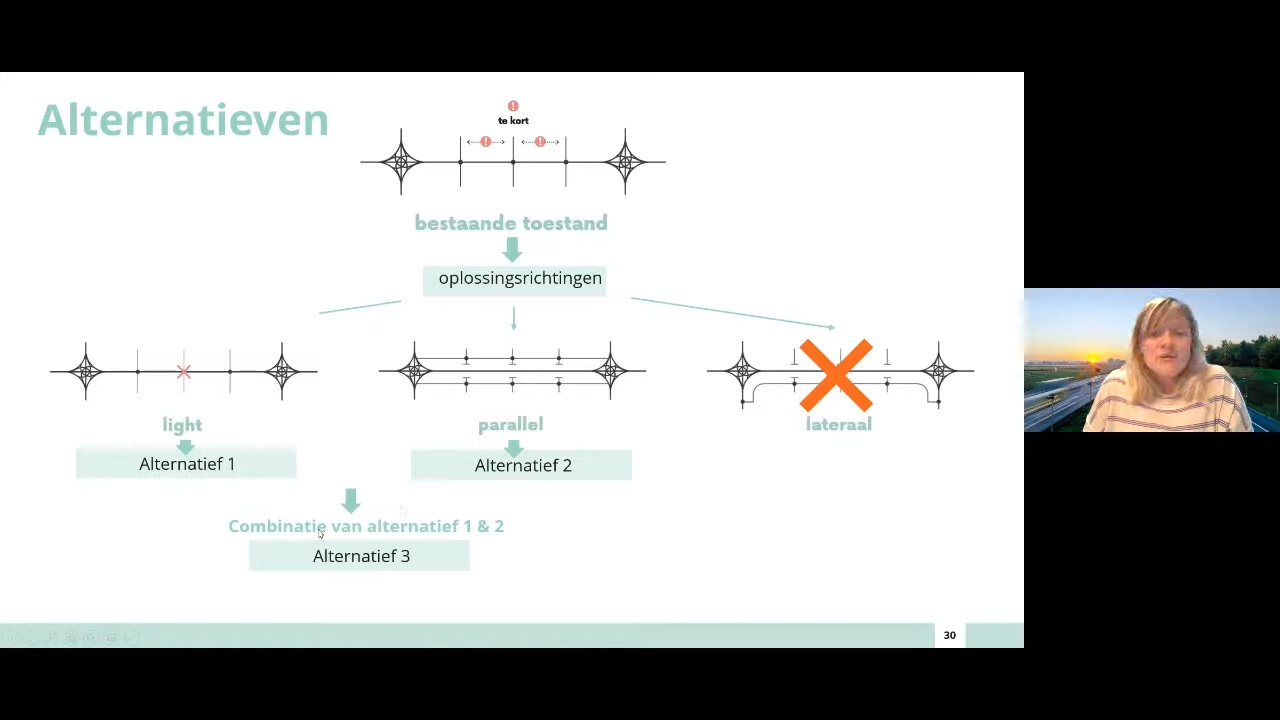 Alternatieven
te kort
bestaande toestand
oplossingsrichtingen
light
parallel
lateraal
Alternatief 1
Alternatief 2
Combinatie van alternatief 1 & 2
Alternatief 3
30